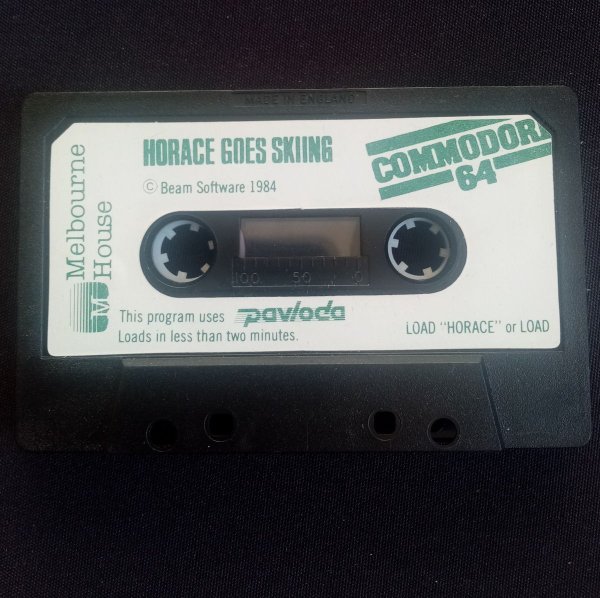 MADE IN ENGLAND
HORACE GOES SKIING
© Beam Software 1984
COMMODORE
64
Melbourne
House
M
100 50 0
This program uses pavloda
Loads in less than two minutes.
LOAD "HORACE" or LOAD